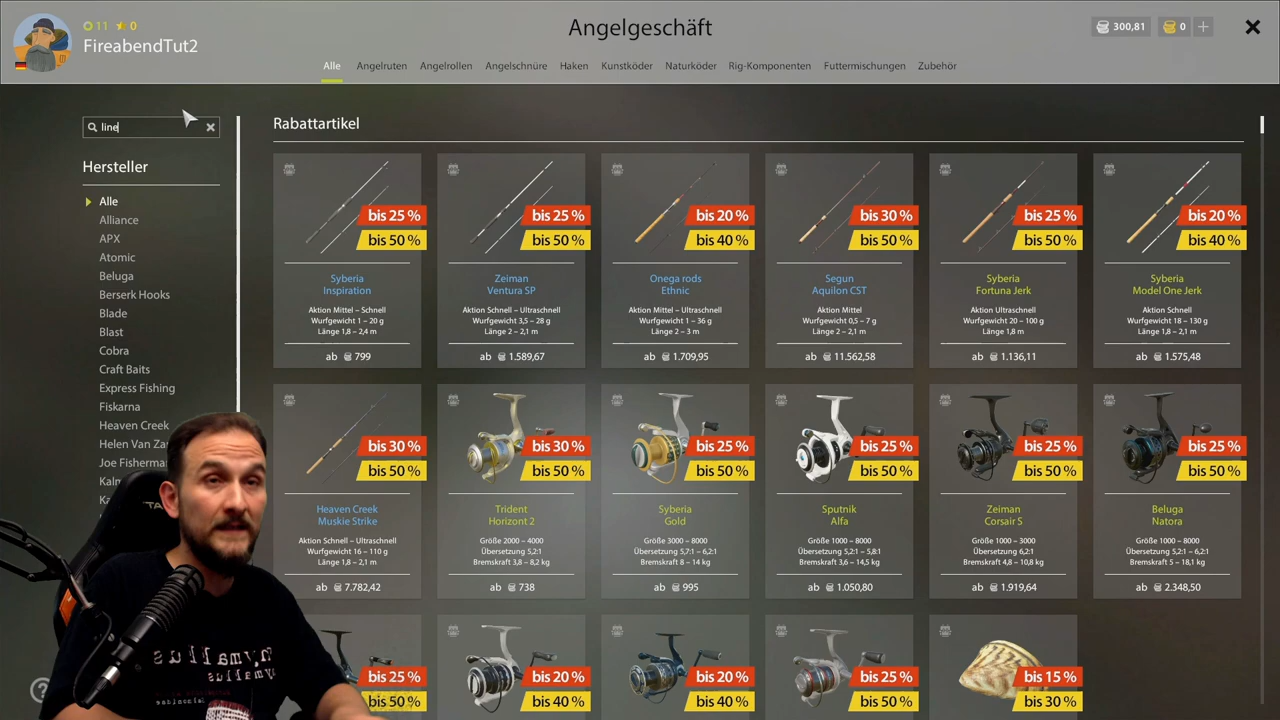 11 0
FireabendTut2
Angelgeschäft
300,81 0 +
Alle Angelruten Angelrollen Angelschnüre Haken Kunstköder Naturköder Rig-Komponenten Futtermischungen Zubehör
line
Hersteller
Alle
Alliance
APX
Atomic
Beluga
Berserk Hooks
Blade
Blast
Cobra
Craft Baits
Express Fishing
Fiskarna
Heaven Creek
Helen Van Za
Joe Fisherma
Rabattartikel
bis 25 %
bis 50 %
Syberia
Inspiration
Aktion Mittel – Schnell
Wurfgewicht 1 – 20 g
Länge 1,8 – 2,4 m
ab 799
bis 25 %
bis 50 %
Zeiman
Ventura SP
Aktion Schnell – Ultraschnell
Wurfgewicht 3,5 – 28 g
Länge 2 – 2,1 m
ab 1.589,67
bis 20 %
bis 40 %
Onega rods
Ethnic
Aktion Mittel – Ultraschnell
Wurfgewicht 1 – 36 g
Länge 2 – 3 m
ab 1.709,95
bis 30 %
bis 50 %
Segun
Aquilon CST
Aktion Mittel
Wurfgewicht 0,5 – 7 g
Länge 2 – 2,1 m
ab 11.562,58
bis 25 %
bis 50 %
Syberia
Fortuna Jerk
Aktion Ultraschnell
Wurfgewicht 20 – 100 g
Länge 1,8 m
ab 1.136,11
bis 20 %
bis 40 %
Syberia
Model One Jerk
Aktion Schnell
Wurfgewicht 18 – 130 g
Länge 1,8 – 2,1 m
ab 1.575,48
bis 30 %
bis 50 %
Heaven Creek
Muskie Strike
Aktion Schnell – Ultraschnell
Wurfgewicht 16 – 110 g
Länge 1,8 – 2,1 m
ab 7.782,42
bis 30 %
bis 50 %
Trident
Horizont 2
Größe 2000 – 4000
Übersetzung 5,2:1
Bremskraft 3,8 – 8,2 kg
ab 738
bis 25 %
bis 50 %
Syberia
Gold
Größe 3000 – 8000
Übersetzung 5,7:1 – 6,2:1
Bremskraft 8 – 14 kg
ab 995
bis 25 %
bis 50 %
Sputnik
Alfa
Größe 1000 – 8000
Übersetzung 5,2:1 – 5,8:1
Bremskraft 3,6 – 14,5 kg
ab 1.050,80
bis 25 %
bis 50 %
Zeiman
Corsair S
Größe 1000 – 3000
Übersetzung 6,2:1
Bremskraft 4,8 – 10,8 kg
ab 1.919,64
bis 25 %
bis 50 %
Beluga
Natora
Größe 1000 – 8000
Übersetzung 5,2:1 – 6,2:1
Bremskraft 5 – 18,1 kg
ab 2.348,50
bis 25 %
bis 50 %
bis 20 %
bis 40 %
bis 20 %
bis 40 %
bis 25 %
bis 50 %
bis 15 %
bis 30 %